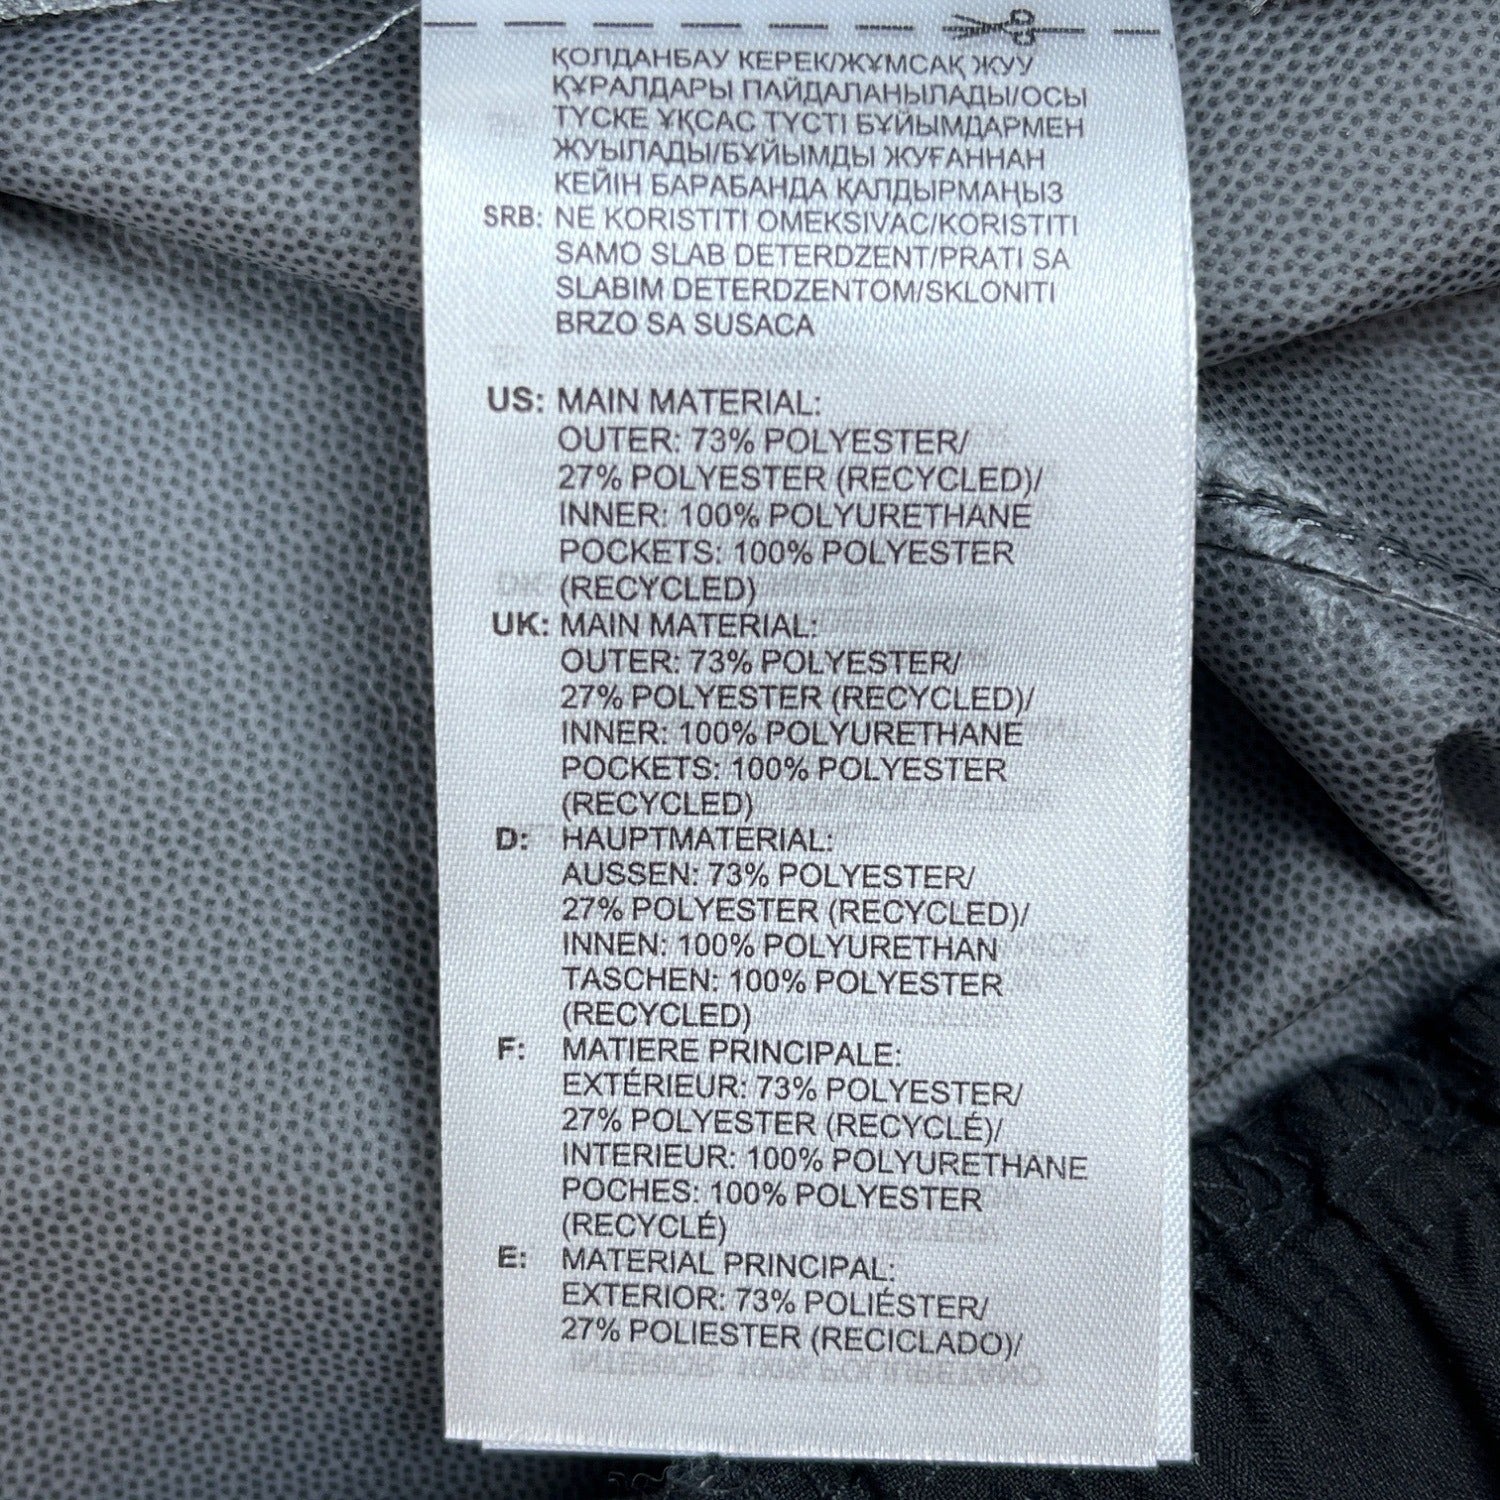 ҚОЛДАНБАУ КЕРЕК/ЖҰМСАҚ ЖУУ
ҚҰРАЛДАРЫ ПАЙДАЛАНЫЛАДЫ/ОСЫ
ТҮСКЕ ҰҚСАС ТҮСТІ БҰЙЫМДАРМЕН
ЖУЫЛАДЫ/БҰЙЫМДЫ ЖУҒАННАН
КЕЙІН БАРАБАНДА ҚАЛДЫРМАҢЫЗ
SRB: NE KORISTITI OMEKSIVAC/KORISTITI
SAMO SLAB DETERDZENT/PRATI SA
SLABIM DETERDZENTOM/SKLONITI
BRZO SA SUSACA
US: MAIN MATERIAL:
OUTER: 73% POLYESTER/
27% POLYESTER (RECYCLED)/
INNER: 100% POLYURETHANE
POCKETS: 100% POLYESTER
(RECYCLED)
UK: MAIN MATERIAL:
OUTER: 73% POLYESTER/
27% POLYESTER (RECYCLED)/
INNER: 100% POLYURETHANE
POCKETS: 100% POLYESTER
(RECYCLED)
D: HAUPTMATERIAL:
AUSSEN: 73% POLYESTER/
27% POLYESTER (RECYCLED)/
INNEN: 100% POLYURETHAN
TASCHEN: 100% POLYESTER
(RECYCLED)
F: MATIERE PRINCIPALE:
EXTÉRIEUR: 73% POLYESTER/
27% POLYESTER (RECYCLÉ)/
INTERIEUR: 100% POLYURETHANE
POCHES: 100% POLYESTER
(RECYCLÉ)
E: MATERIAL PRINCIPAL:
EXTERIOR: 73% POLIÉSTER/
27% POLIESTER (RECICLADO)/